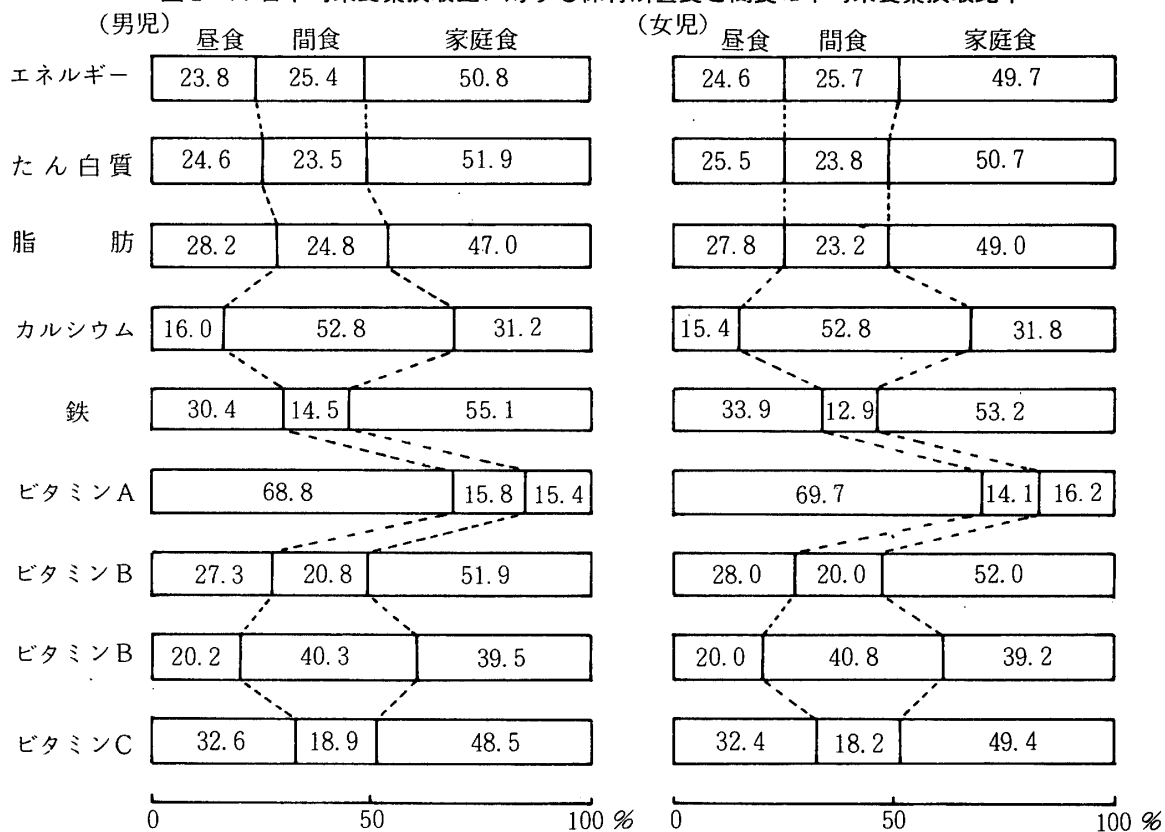 (男児)
昼食 間食 家庭食
エネルギー 23.8 25.4 50.8
たん白質 24.6 23.5 51.9
脂肪 28.2 24.8 47.0
カルシウム 16.0 52.8 31.2
鉄 30.4 14.5 55.1
ビタミンA 68.8 15.8 15.4
ビタミンB 27.3 20.8 51.9
ビタミンB 20.2 40.3 39.5
ビタミンC 32.6 18.9 48.5
0 50 100 %
(女児)
昼食 間食 家庭食
24.6 25.7 49.7
25.5 23.8 50.7
27.8 23.2 49.0
15.4 52.8 31.8
33.9 12.9 53.2
69.7 14.1 16.2
28.0 20.0 52.0
20.0 40.8 39.2
32.4 18.2 49.4
0 50 100 %